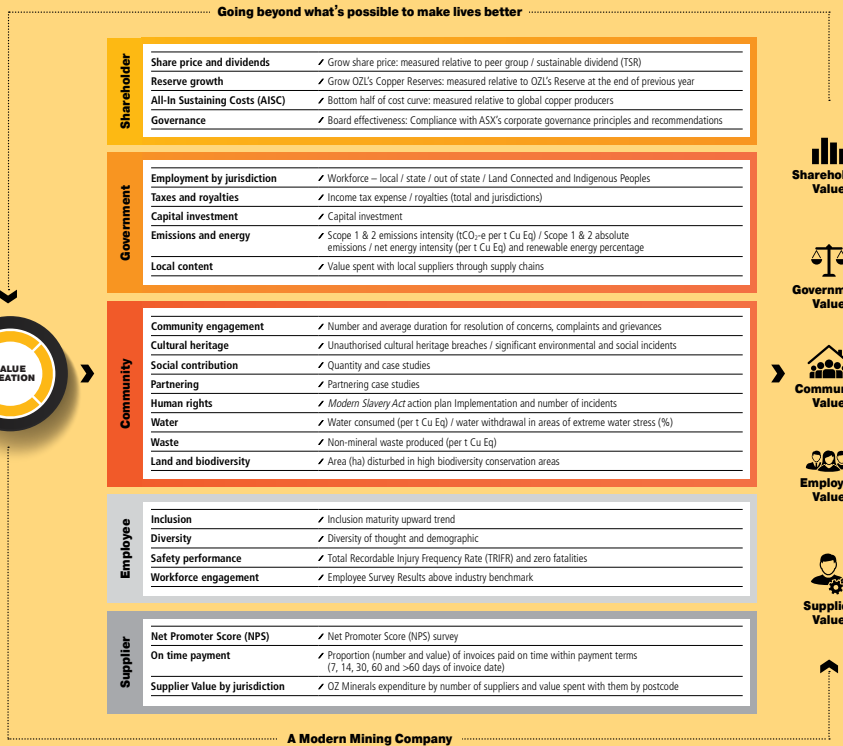 Going beyond what's possible to make lives better
Shareholder
Share price and dividends Grow share price: measured relative to peer group / sustainable dividend (TSR)
Reserve growth Grow OZL's Copper Reserves: measured relative to OZL's Reserve at the end of previous year
All-In Sustaining Costs (AISC) Bottom half of cost curve: measured relative to global copper producers
Governance Board effectiveness: Compliance with ASX's corporate governance principles and recommendations
Government
Employment by jurisdiction Workforce – local / state / out of state / Land Connected and Indigenous Peoples
Taxes and royalties Income tax expense / royalties (total and jurisdictions)
Capital investment Capital investment
Emissions and energy Scope 1 & 2 emissions intensity (tCO₂-e per t Cu Eq) / Scope 1 & 2 absolute
emissions / net energy intensity (per t Cu Eq) and renewable energy percentage
Local content Value spent with local suppliers through supply chains
Community
Community engagement Number and average duration for resolution of concerns, complaints and grievances
Cultural heritage Unauthorised cultural heritage breaches / significant environmental and social incidents
Social contribution Quantity and case studies
Partnering Partnering case studies
Human rights Modern Slavery Act action plan Implementation and number of incidents
Water Water consumed (per t Cu Eq) / water withdrawal in areas of extreme water stress (%)
Waste Non-mineral waste produced (per t Cu Eq)
Land and biodiversity Area (ha) disturbed in high biodiversity conservation areas
Employee
Inclusion Inclusion maturity upward trend
Diversity Diversity of thought and demographic
Safety performance Total Recordable Injury Frequency Rate (TRIFR) and zero fatalities
Workforce engagement Employee Survey Results above industry benchmark
Supplier
Net Promoter Score (NPS) Net Promoter Score (NPS) survey
On time payment Proportion (number and value) of invoices paid on time within payment terms
(7, 14, 30, 60 and >60 days of invoice date)
Supplier Value by jurisdiction OZ Minerals expenditure by number of suppliers and value spent with them by postcode
ALUE
EATION
Sharehol
Value
Governm
Value
Commun
Value
Employ
Value
Supplie
Value
A Modern Mining Company